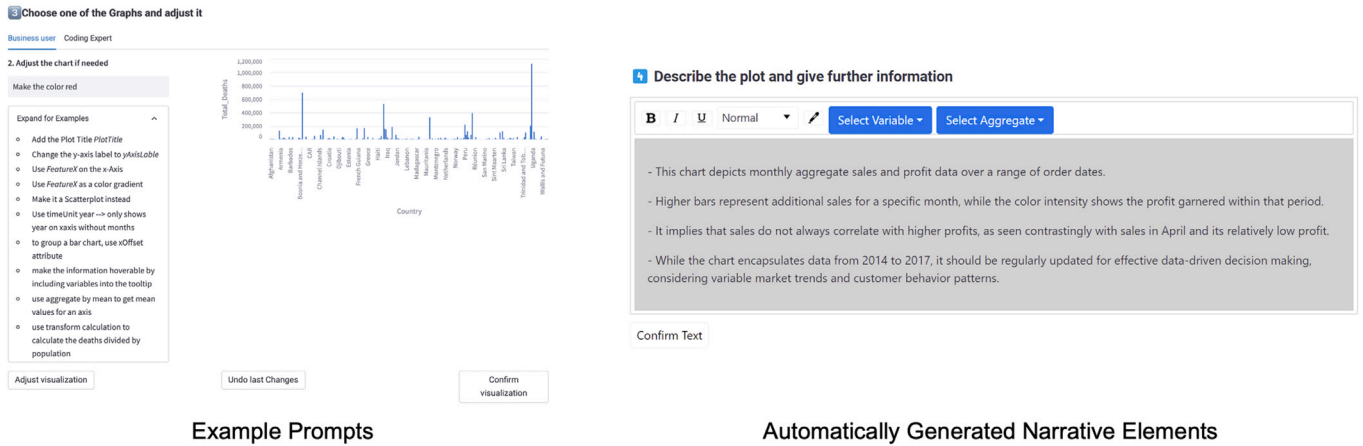 3 Choose one of the Graphs and adjust it
Business user Coding Expert
2. Adjust the chart if needed
Make the color red
Expand for Examples
Add the Plot Title PlotTitle
Change the y-axis label to yAxisLable
Use FeatureX on the x-Axis
Use FeatureX as a color gradient
Make it a Scatterplot instead
Use timeUnit year --> only shows
year on xaxis without months
to group a bar chart, use xOffset
attribute
make the information hoverable by
including variables into the tooltip
use aggregate by mean to get mean
values for an axis
use transform calculation to
calculate the deaths divided by
population
Adjust visualization
1,200,000
1,000,000
800,000
600,000
400,000
200,000
0
Total_Deaths
Afghanistan
Armenia
Barbados
Bosnia and Herze...
CAR
Channel Islands
Croatia
Djibouti
Estonia
French Guiana
Greece
Haiti
Iraq
Jordan
Lebanon
Madagascar
Mauritania
Montenegro
Netherlands
Norway
Peru
Réunion
San Marino
Sint Maarten
Sri Lanka
Taiwan
Trinidad and Tob...
Uganda
Wallis and Futuna
Country
Undo last Changes
Confirm
visualization
Example Prompts
4 Describe the plot and give further information
B I U Normal Select Variable Select Aggregate
- This chart depicts monthly aggregate sales and profit data over a range of order dates.
- Higher bars represent additional sales for a specific month, while the color intensity shows the profit garnered within that period.
- It implies that sales do not always correlate with higher profits, as seen contrastingly with sales in April and its relatively low profit.
- While the chart encapsulates data from 2014 to 2017, it should be regularly updated for effective data-driven decision making,
considering variable market trends and customer behavior patterns.
Confirm Text
Automatically Generated Narrative Elements